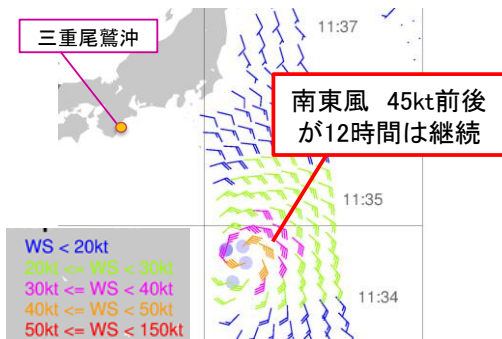 三重尾鷲沖
11:37
南東風 45kt前後
が12時間は継続
11:35
WS < 20kt
20kt <= WS < 30kt
30kt <= WS < 40kt
40kt <= WS < 50kt
50kt <= WS < 150kt
11:34